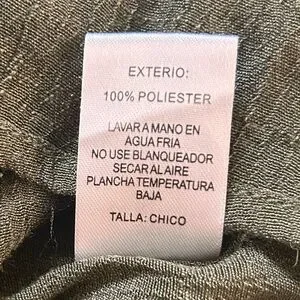 EXTERIO:
100% POLIESTER
LAVAR A MANO EN
AGUA FRIA
NO USE BLANQUEADOR
SECAR AL AIRE
PLANCHA TEMPERATURA
BAJA
TALLA: CHICO